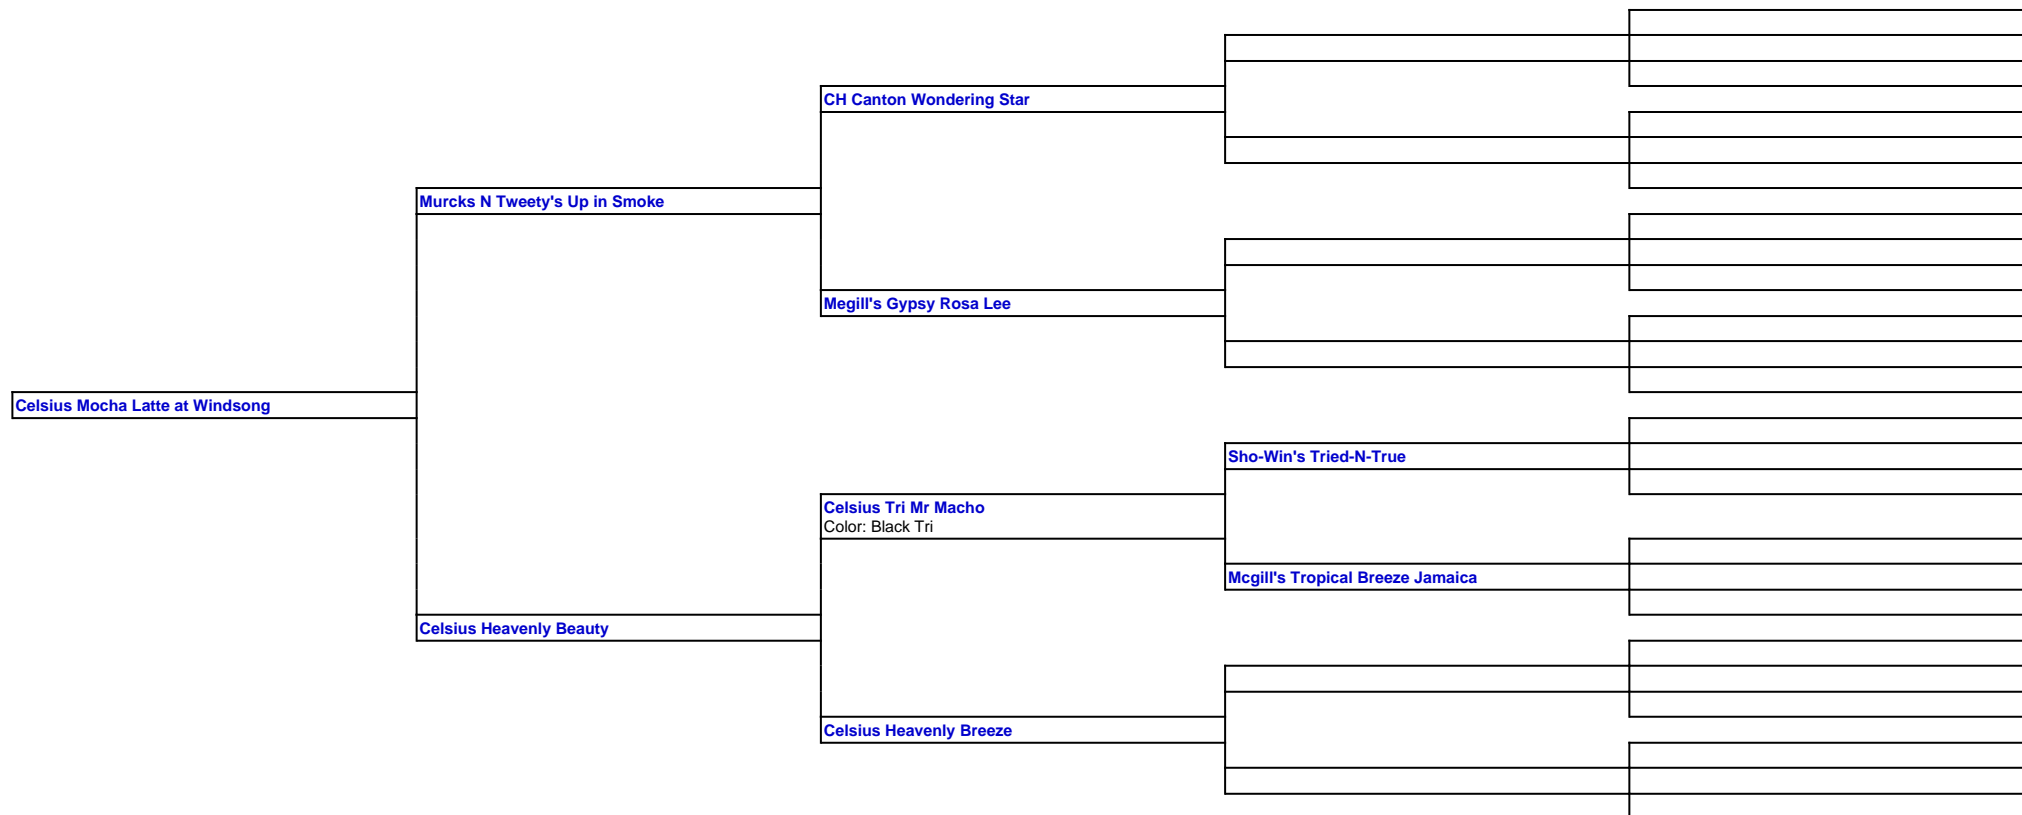 CH Canton Wondering Star
Murcks N Tweety's Up in Smoke
Megill's Gypsy Rosa Lee
Celsius Mocha Latte at Windsong
Sho-Win's Tried-N-True
Celsius Tri Mr Macho
Color: Black Tri
Mcgill's Tropical Breeze Jamaica
Celsius Heavenly Beauty
Celsius Heavenly Breeze